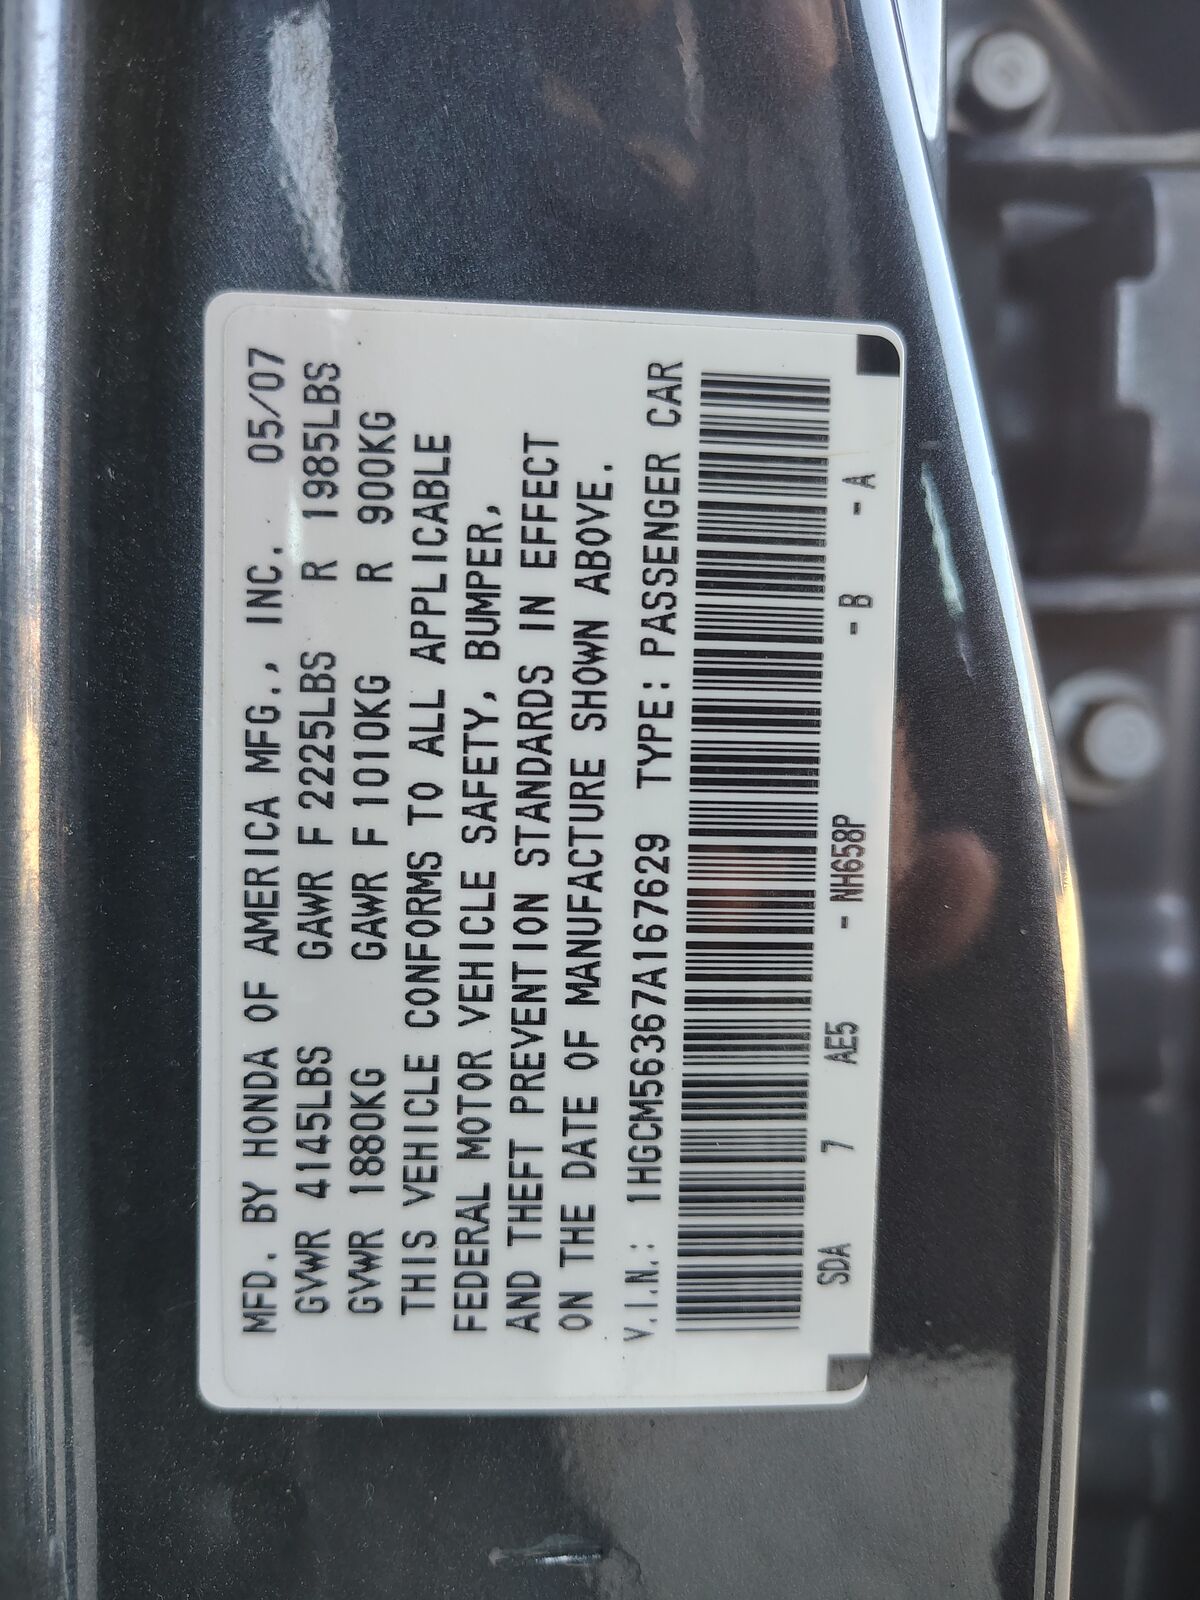 MFD. BY HONDA OF AMERICA MFG., INC. 05/07
GVWR 4145LBS GAWR F 2225LBS R 1985LBS
GVWR 1880KG GAWR F 1010KG R 900KG
THIS VEHICLE CONFORMS TO ALL APPLICABLE
FEDERAL MOTOR VEHICLE SAFETY, BUMPER,
AND THEFT PREVENTION STANDARDS IN EFFECT
ON THE DATE OF MANUFACTURE SHOWN ABOVE.
V.I.N.: 1HGCM56367A167629 TYPE: PASSENGER CAR
SDA 7 AE5 -NH658P -B -A